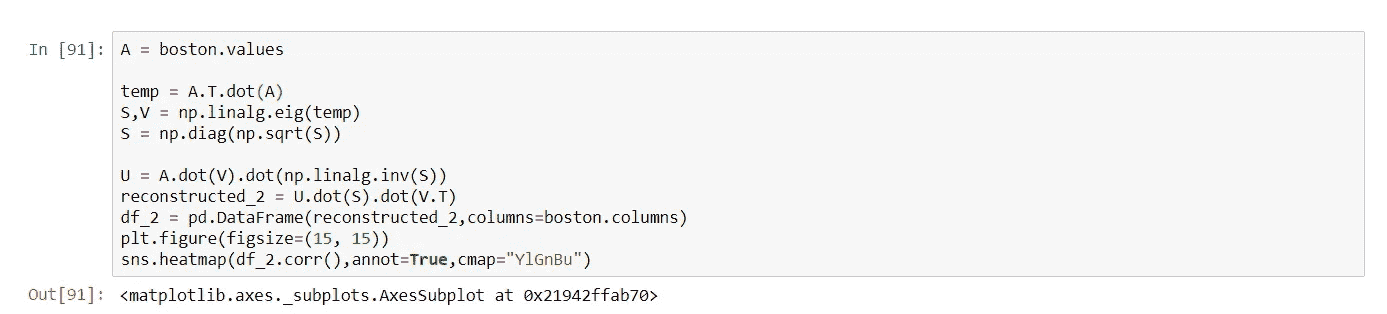 In [91]: A = boston.values
temp = A.T.dot(A)
S,V = np.linalg.eig(temp)
S = np.diag(np.sqrt(S))
U = A.dot(V).dot(np.linalg.inv(S))
reconstructed_2 = U.dot(S).dot(V.T)
df_2 = pd.DataFrame(reconstructed_2,columns=boston.columns)
plt.figure(figsize=(15, 15))
sns.heatmap(df_2.corr(),annot=True,cmap="YlGnBu")
Out[91]: <matplotlib.axes._subplots.AxesSubplot at 0x21942ffab70>